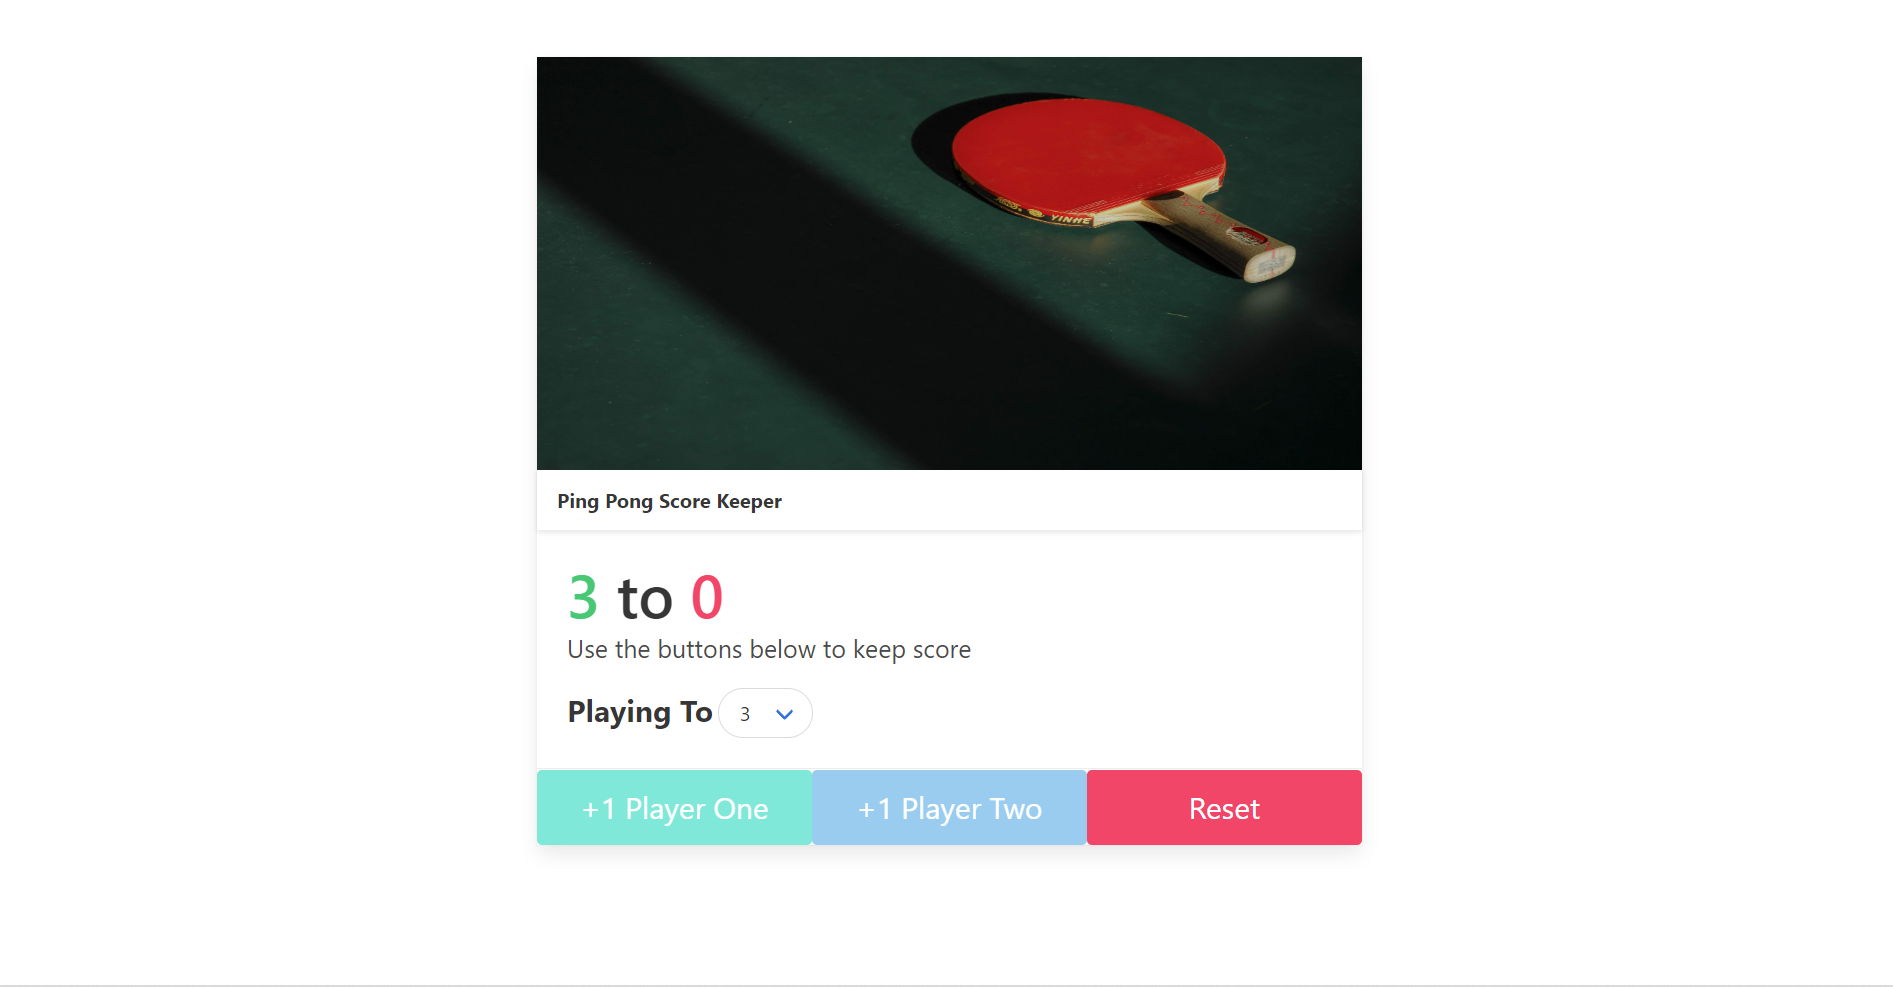 YINHE
Ping Pong Score Keeper
3 to 0
Use the buttons below to keep score
Playing To 3
+1 Player One +1 Player Two Reset